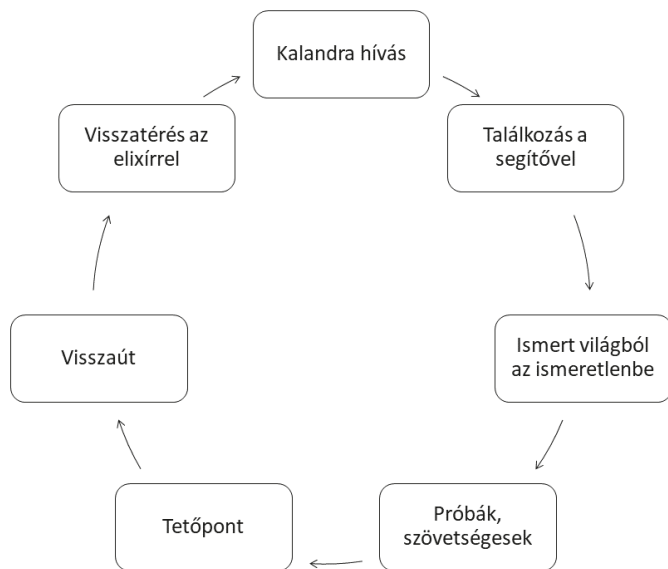 Kalandra hívás
Találkozás a
segítővel
Ismert világból
az ismeretlenbe
Próbák,
szövetségesek
Tetőpont
Visszaút
Visszatérés az
elixírrel